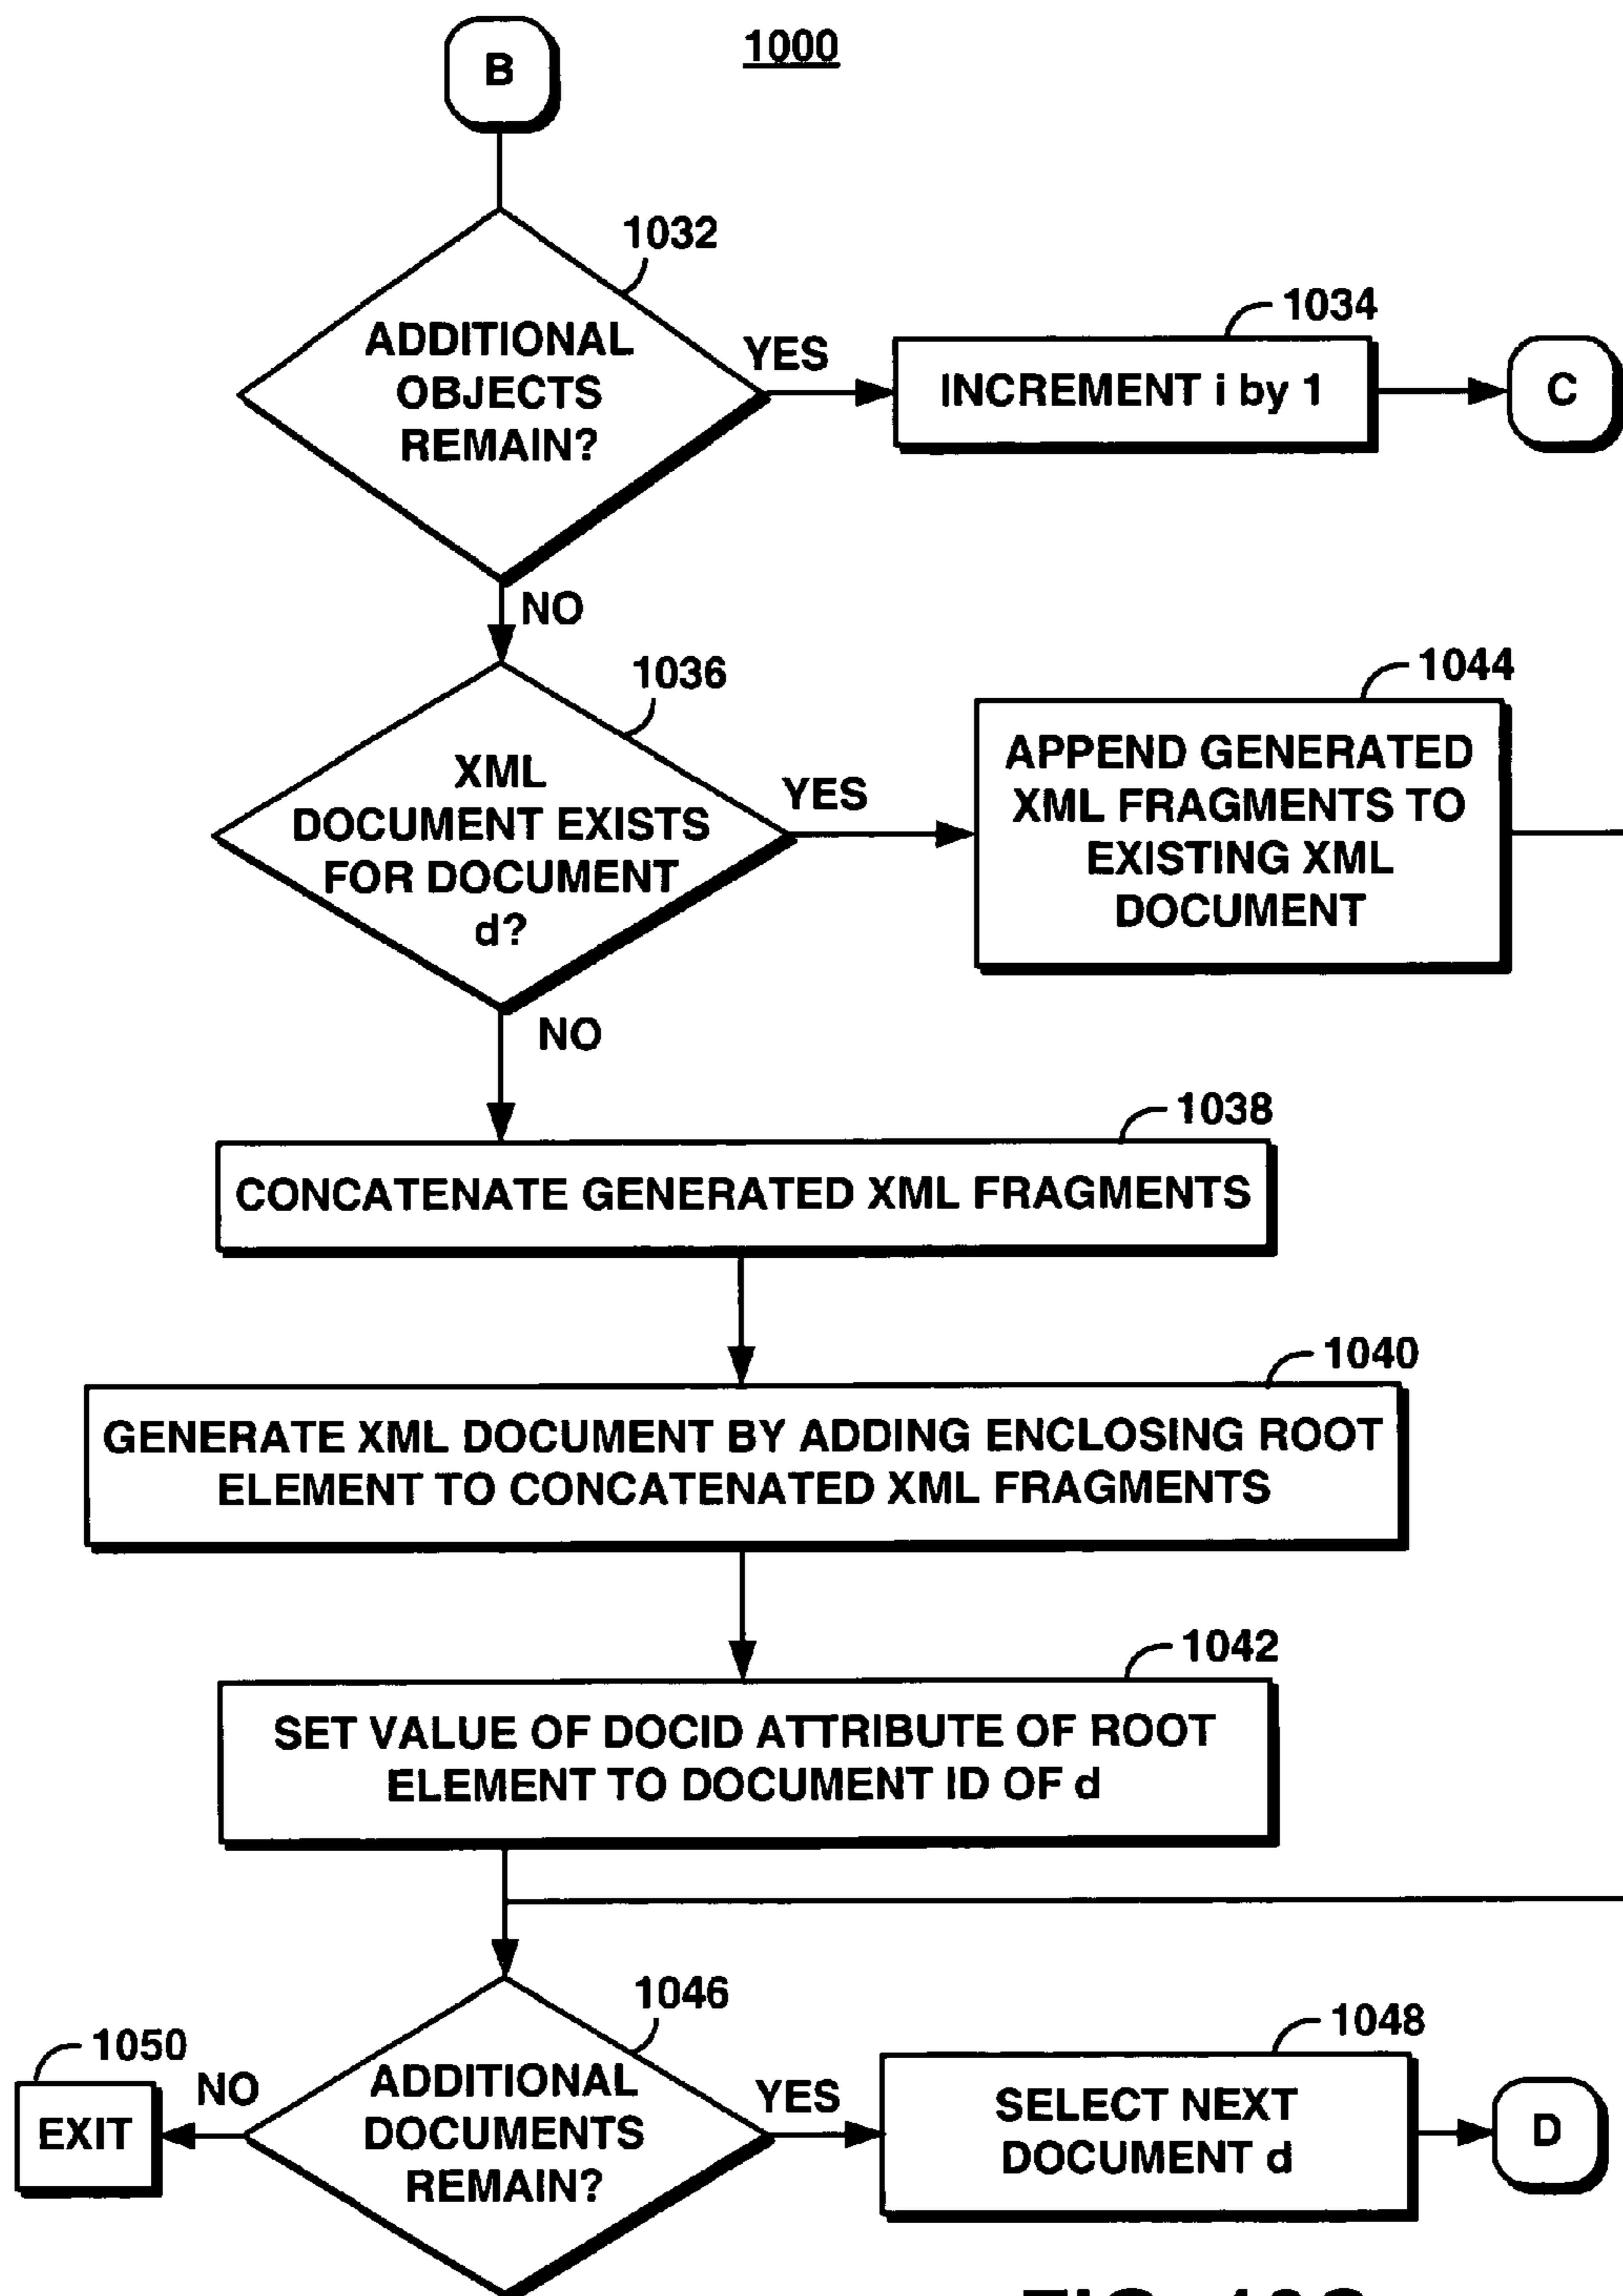 B
1000
1032
ADDITIONAL
OBJECTS
REMAIN?
YES
1034
INCREMENT i by 1
C
NO
1036
XML
DOCUMENT EXISTS
FOR DOCUMENT
d?
YES
1044
APPEND GENERATED
XML FRAGMENTS TO
EXISTING XML
DOCUMENT
NO
1038
CONCATENATE GENERATED XML FRAGMENTS
1040
GENERATE XML DOCUMENT BY ADDING ENCLOSING ROOT
ELEMENT TO CONCATENATED XML FRAGMENTS
1042
SET VALUE OF DOCID ATTRIBUTE OF ROOT
ELEMENT TO DOCUMENT ID OF d
1046
ADDITIONAL
DOCUMENTS
REMAIN?
1050
NO
EXIT
YES
1048
SELECT NEXT
DOCUMENT d
D